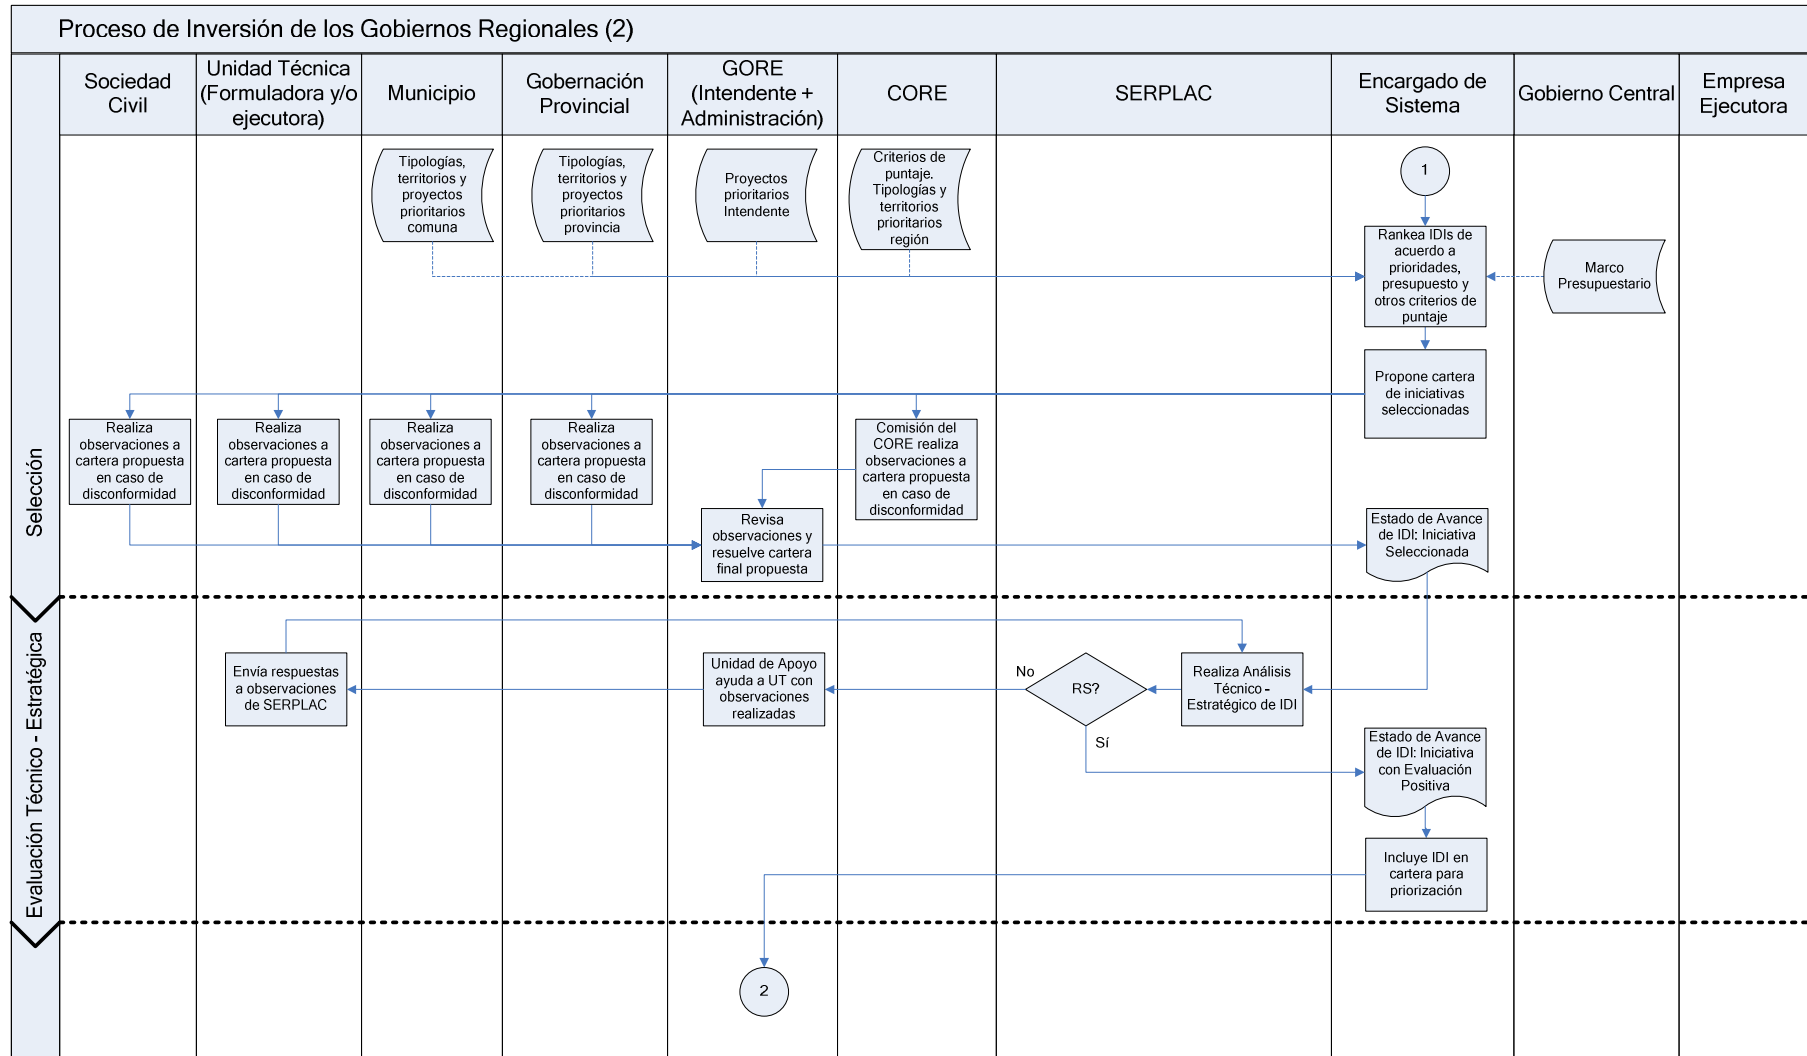 Proceso de Inversión de los Gobiernos Regionales (2)
Sociedad
Civil
Unidad Técnica
(Formuladora y/o
ejecutora)
Municipio
Gobernación
Provincial
GORE
(Intendente +
Administración)
CORE
SERPLAC
Encargado de
Sistema
Gobierno Central
Empresa
Ejecutora
Selección
Tipologías,
territorios y
proyectos
prioritarios
comuna
Tipologías,
territorios y
proyectos
prioritarios
provincia
Proyectos
prioritarios
Intendente
Criterios de
puntaje.
Tipologías y
territorios
prioritarios
región
1
Rankea IDIs de
acuerdo a
prioridades,
presupuesto y
otros criterios de
puntaje
Marco
Presupuestario
Propone cartera
de iniciativas
seleccionadas
Realiza
observaciones a
cartera propuesta
en caso de
disconformidad
Realiza
observaciones a
cartera propuesta
en caso de
disconformidad
Realiza
observaciones a
cartera propuesta
en caso de
disconformidad
Realiza
observaciones a
cartera propuesta
en caso de
disconformidad
Comisión del
CORE realiza
observaciones a
cartera propuesta
en caso de
disconformidad
Revisa
observaciones y
resuelve cartera
final propuesta
Estado de Avance
de IDI: Iniciativa
Seleccionada
Evaluación Técnico - Estratégica
Envía respuestas
a observaciones
de SERPLAC
Unidad de Apoyo
ayuda a UT con
observaciones
realizadas
No
RS?
Sí
Realiza Análisis
Técnico –
Estratégico de IDI
Estado de Avance
de IDI: Iniciativa
con Evaluación
Positiva
Incluye IDI en
cartera para
priorización
2